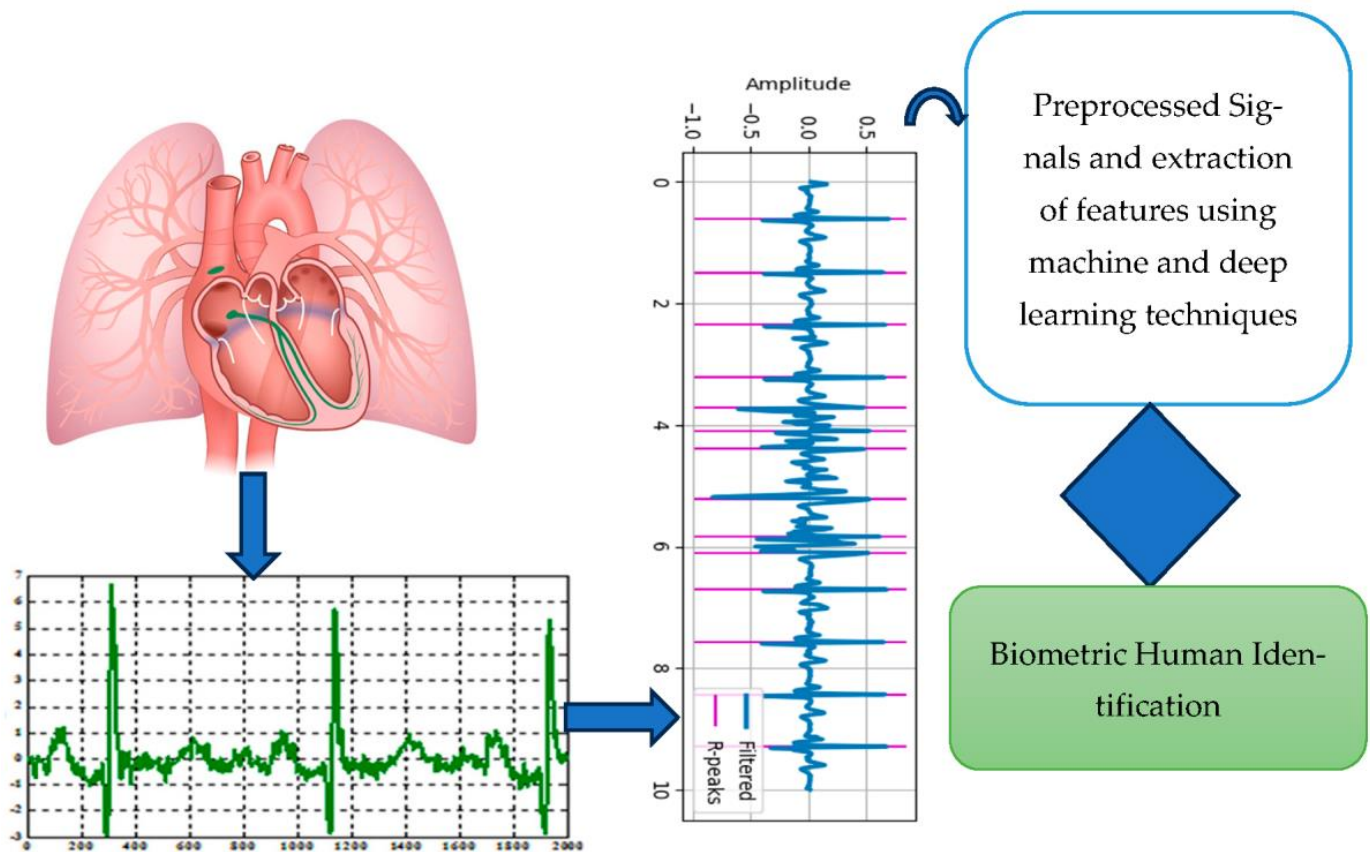 Amplitude
-1.0 -0.5 0.0 0.5
0
2
4
6
8
10
Filtered
R-peaks
Preprocessed Sig-
nals and extraction
of features using
machine and deep
learning techniques
Biometric Human Iden-
tification
7
6
5
4
3
2
1
0
-1
-2
-3
0 200 400 600 800 1000 1200 1400 1600 1800 2000